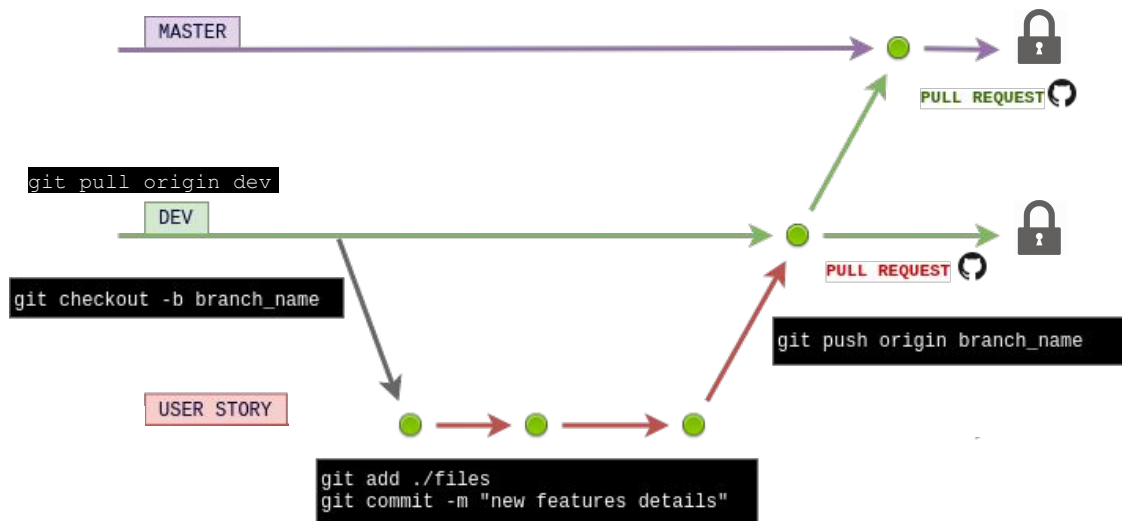 MASTER
PULL REQUEST
git pull origin dev
DEV
PULL REQUEST
git checkout -b branch_name
git push origin branch_name
USER STORY
git add ./files
git commit -m "new features details"